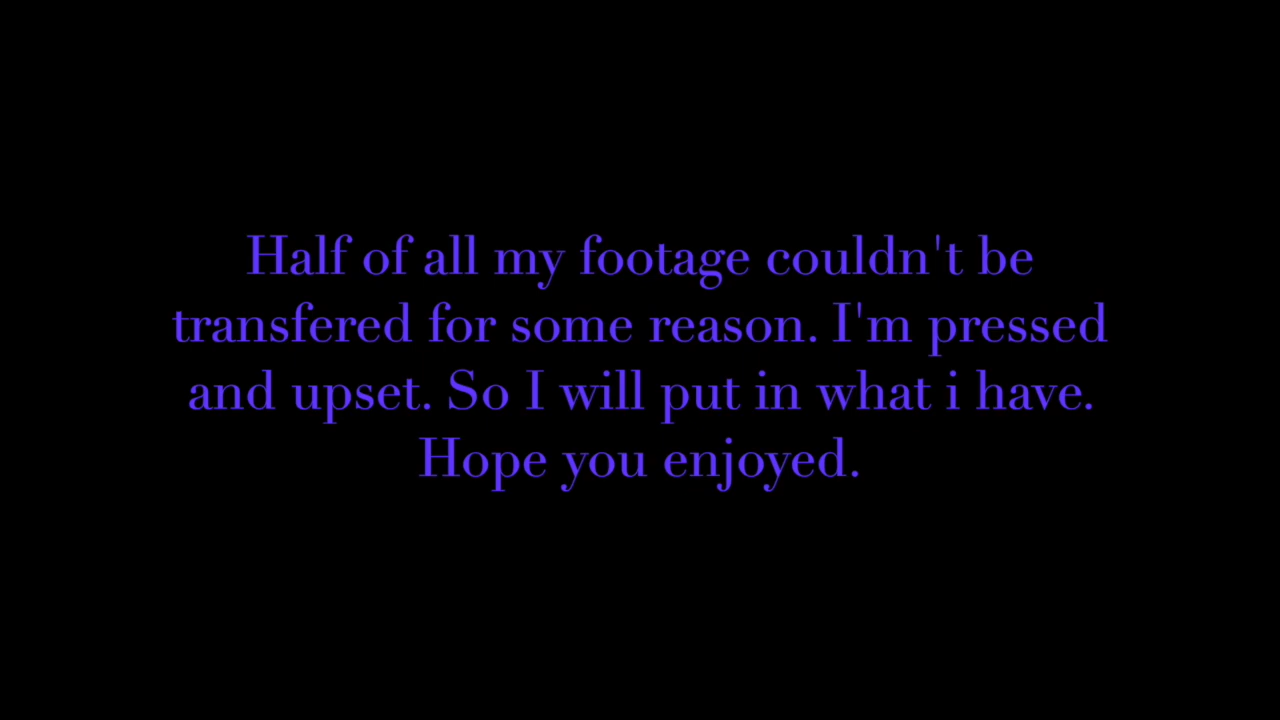 Half of all my footage couldn't be
transfered for some reason. I'm pressed
and upset. So I will put in what i have.
Hope you enjoyed.